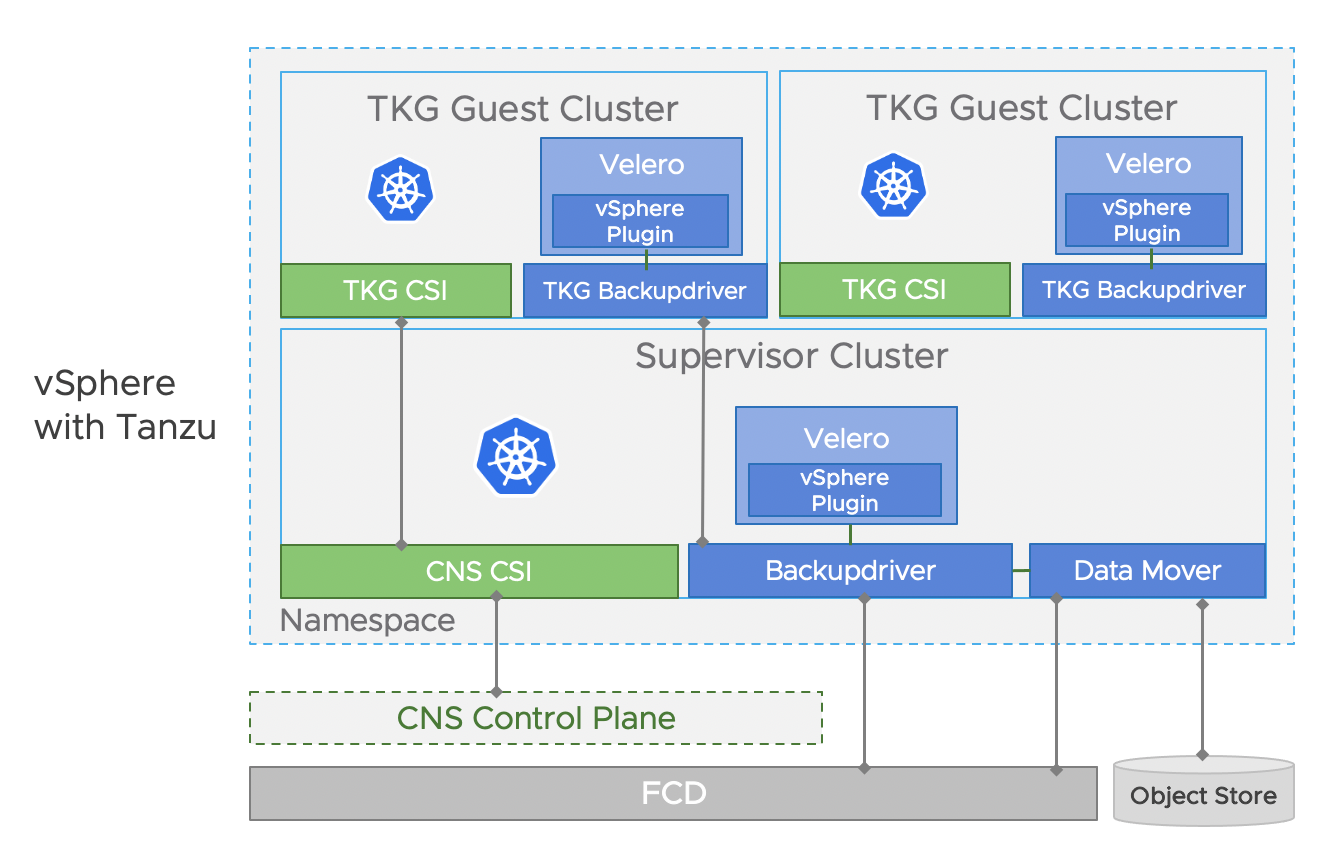 TKG Guest Cluster
Velero
vSphere
Plugin
TKG CSI
TKG Backupdriver
TKG Guest Cluster
Velero
vSphere
Plugin
TKG CSI
TKG Backupdriver
vSphere
with Tanzu
Supervisor Cluster
Velero
vSphere
Plugin
CNS CSI
Backupdriver
Data Mover
Namespace
CNS Control Plane
FCD
Object Store